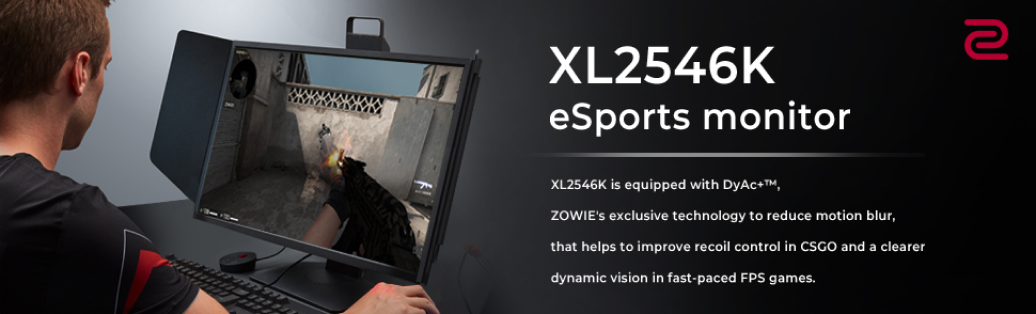 XL2546K
eSports monitor
XL2546K is equipped with DyAc+™,
ZOWIE's exclusive technology to reduce motion blur,
that helps to improve recoil control in CSGO and a clearer
dynamic vision in fast-paced FPS games.